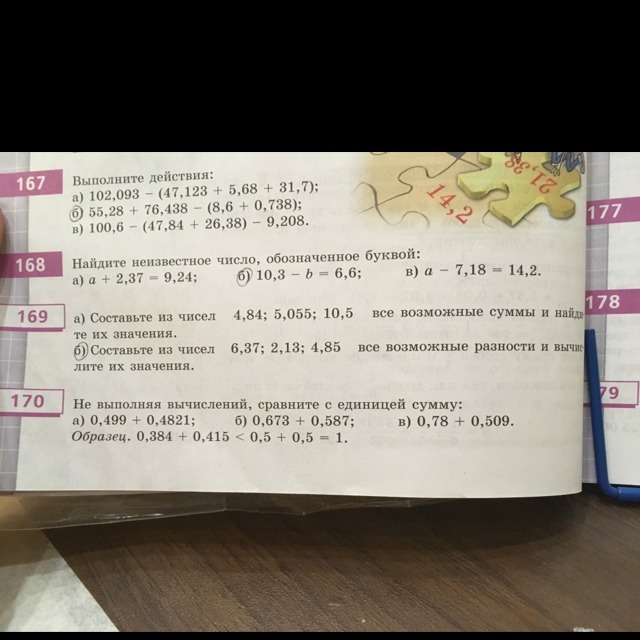 167
Выполните действия:
а) 102,093 − (47,123 + 5,68 + 31,7);
б) 55,28 + 76,438 − (8,6 + 0,738);
в) 100,6 − (47,84 + 26,38) − 9,208.
14,2
21,38
168
Найдите неизвестное число, обозначенное буквой:
а) a + 2,37 = 9,24; б) 10,3 − b = 6,6; в) a − 7,18 = 14,2.
169
а) Составьте из чисел 4,84; 5,055; 10,5 все возможные суммы и найди-
те их значения.
б) Составьте из чисел 6,37; 2,13; 4,85 все возможные разности и вычис-
лите их значения.
170
Не выполняя вычислений, сравните с единицей сумму:
а) 0,499 + 0,4821; б) 0,673 + 0,587; в) 0,78 + 0,509.
Образец. 0,384 + 0,415 < 0,5 + 0,5 = 1.
177
178
79